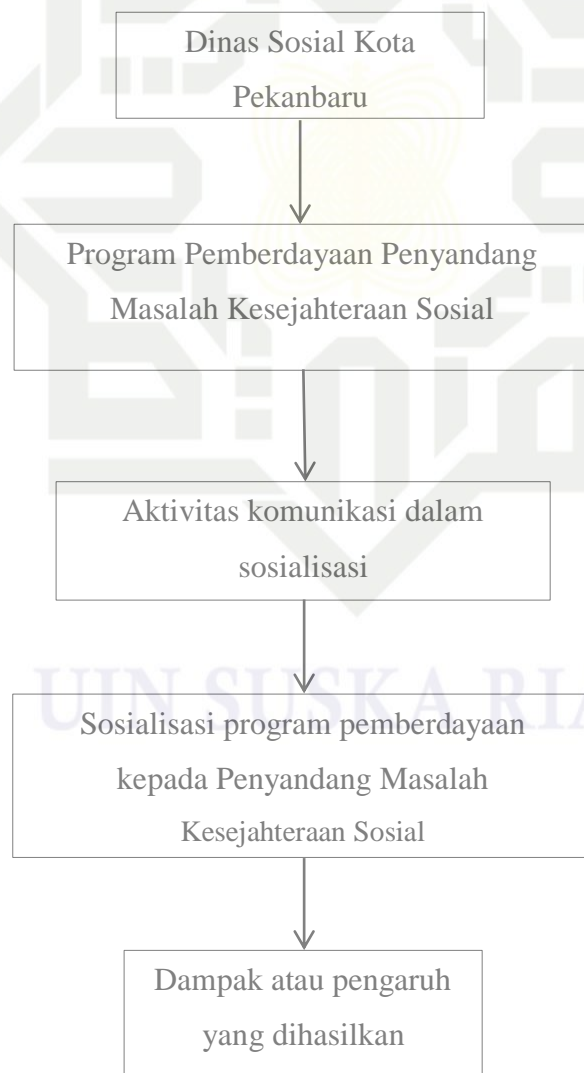 Dinas Sosial Kota
Pekanbaru
Program Pemberdayaan Penyandang
Masalah Kesejahteraan Sosial
Aktivitas komunikasi dalam
sosialisasi
UIN SUSKA RIA
Sosialisasi program pemberdayaan
kepada Penyandang Masalah
Kesejahteraan Sosial
Dampak atau pengaruh
yang dihasilkan